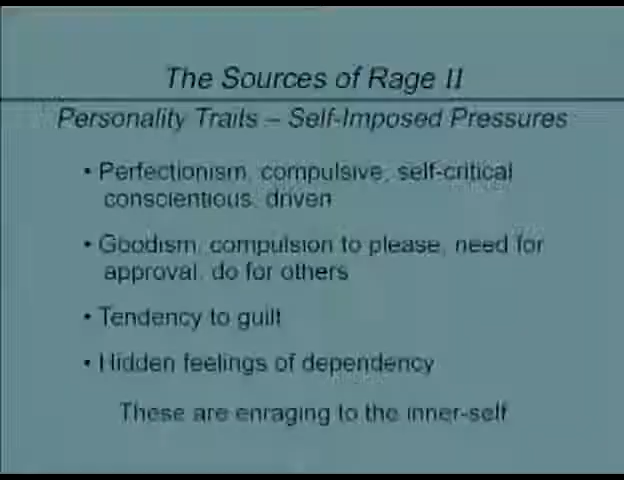 The Sources of Rage II
Personality Traits – Self-Imposed Pressures
• Perfectionism, compulsive, self-critical
conscientious, driven
• Goodism, compulsion to please, need for
approval, do for others
• Tendency to guilt
• Hidden feelings of dependency
These are enraging to the inner-self